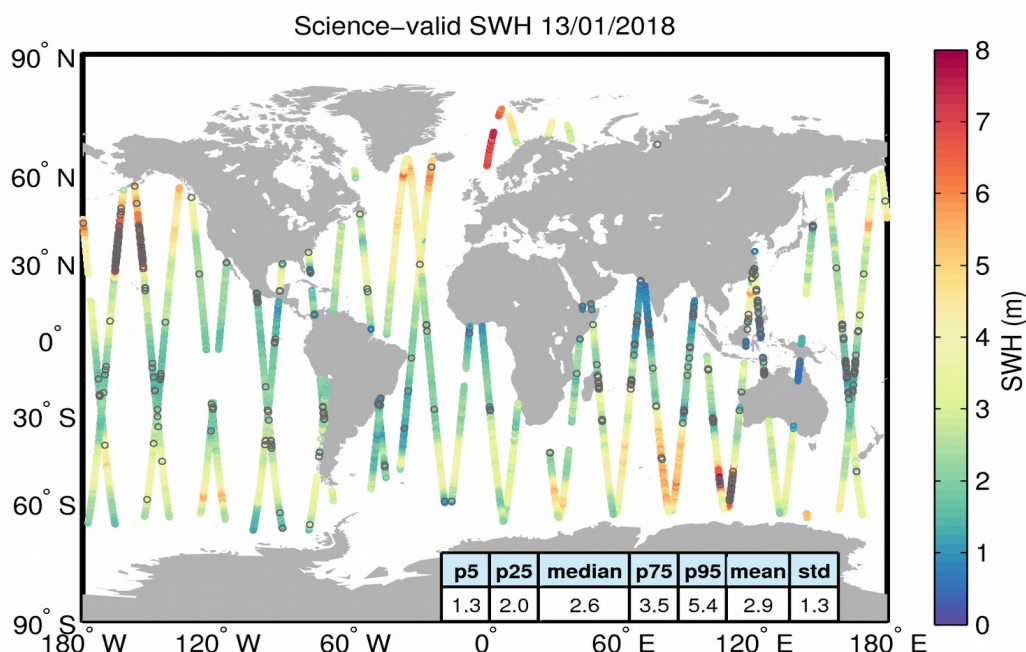 Science−valid SWH 13/01/2018
90° N
60° N
30° N
0°
30° S
60° S
90° S
180° W 120° W 60° W 0° 60° E 120° E 180° E
p5 p25 median p75 p95 mean std
1.3 2.0 2.6 3.5 5.4 2.9 1.3
8
7
6
5
4
3
2
1
0
SWH (m)